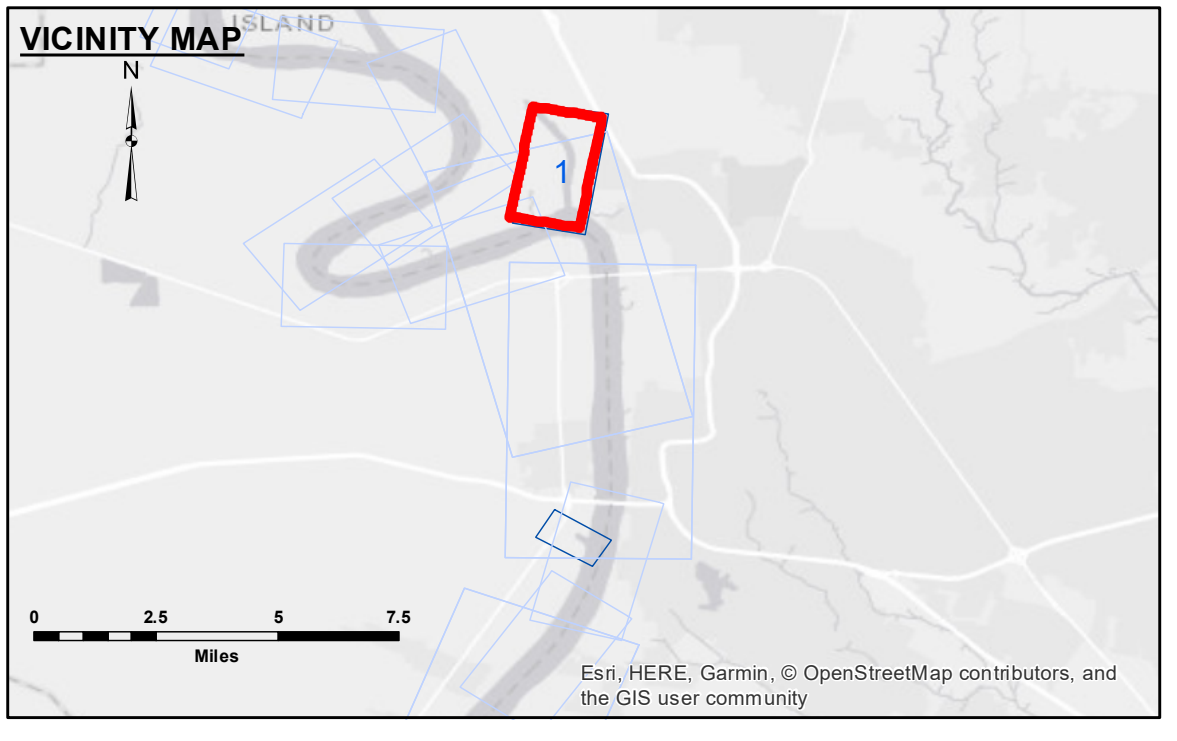 ISLAND
VICINITY MAP
N
1
0 2.5 5 7.5
Miles
Esri, HERE, Garmin, © OpenStreetMap contributors, and
the GIS user community